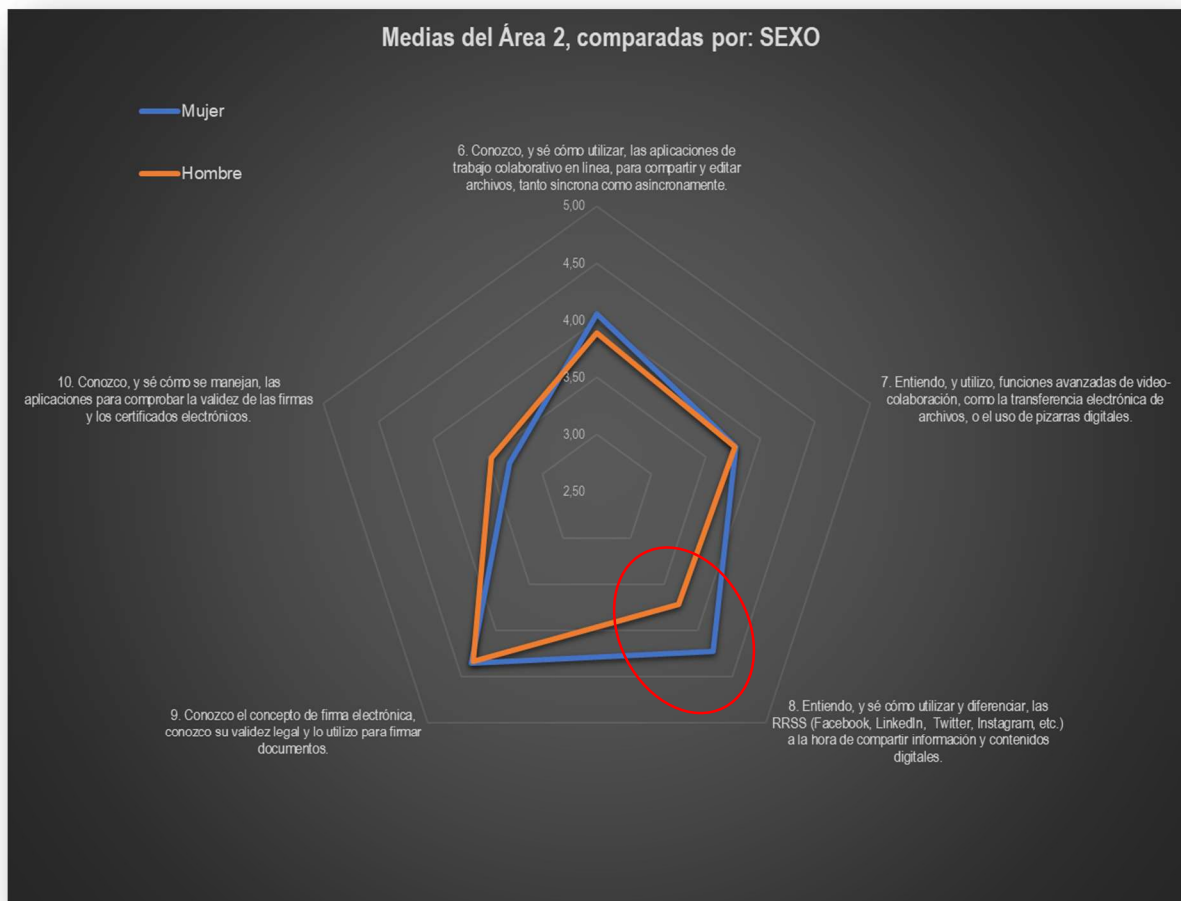 Medias del Área 2, comparadas por: SEXO
Mujer
Hombre
6. Conozco, y sé cómo utilizar, las aplicaciones de
trabajo colaborativo en línea, para compartir y editar
archivos, tanto síncrona como asíncronamente.
5,00
4,50
4,00
3,50
3,00
2,50
7. Entiendo, y utilizo, funciones avanzadas de video-
colaboración, como la transferencia electrónica de
archivos, o el uso de pizarras digitales.
8. Entiendo, y sé cómo utilizar y diferenciar, las
RRSS (Facebook, LinkedIn, Twitter, Instagram, etc.)
a la hora de compartir información y contenidos
digitales.
9. Conozco el concepto de firma electrónica,
conozco su validez legal y lo utilizo para firmar
documentos.
10. Conozco, y sé cómo se manejan, las
aplicaciones para comprobar la validez de las firmas
y los certificados electrónicos.